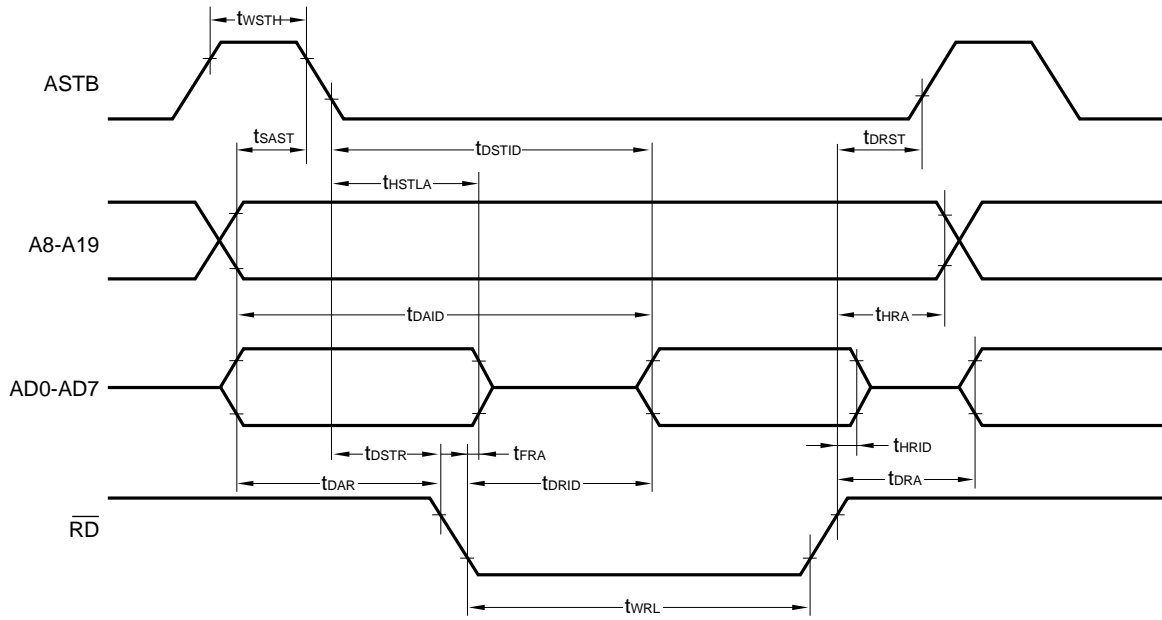 tWSTH
ASTB
tSAST
tDSTID
tDRST
tHSTLA
A8-A19
tDAID
tHRA
AD0-AD7
tDSTR
tFRA
tHRID
tDAR
tDRID
tDRA
RD
tWRL